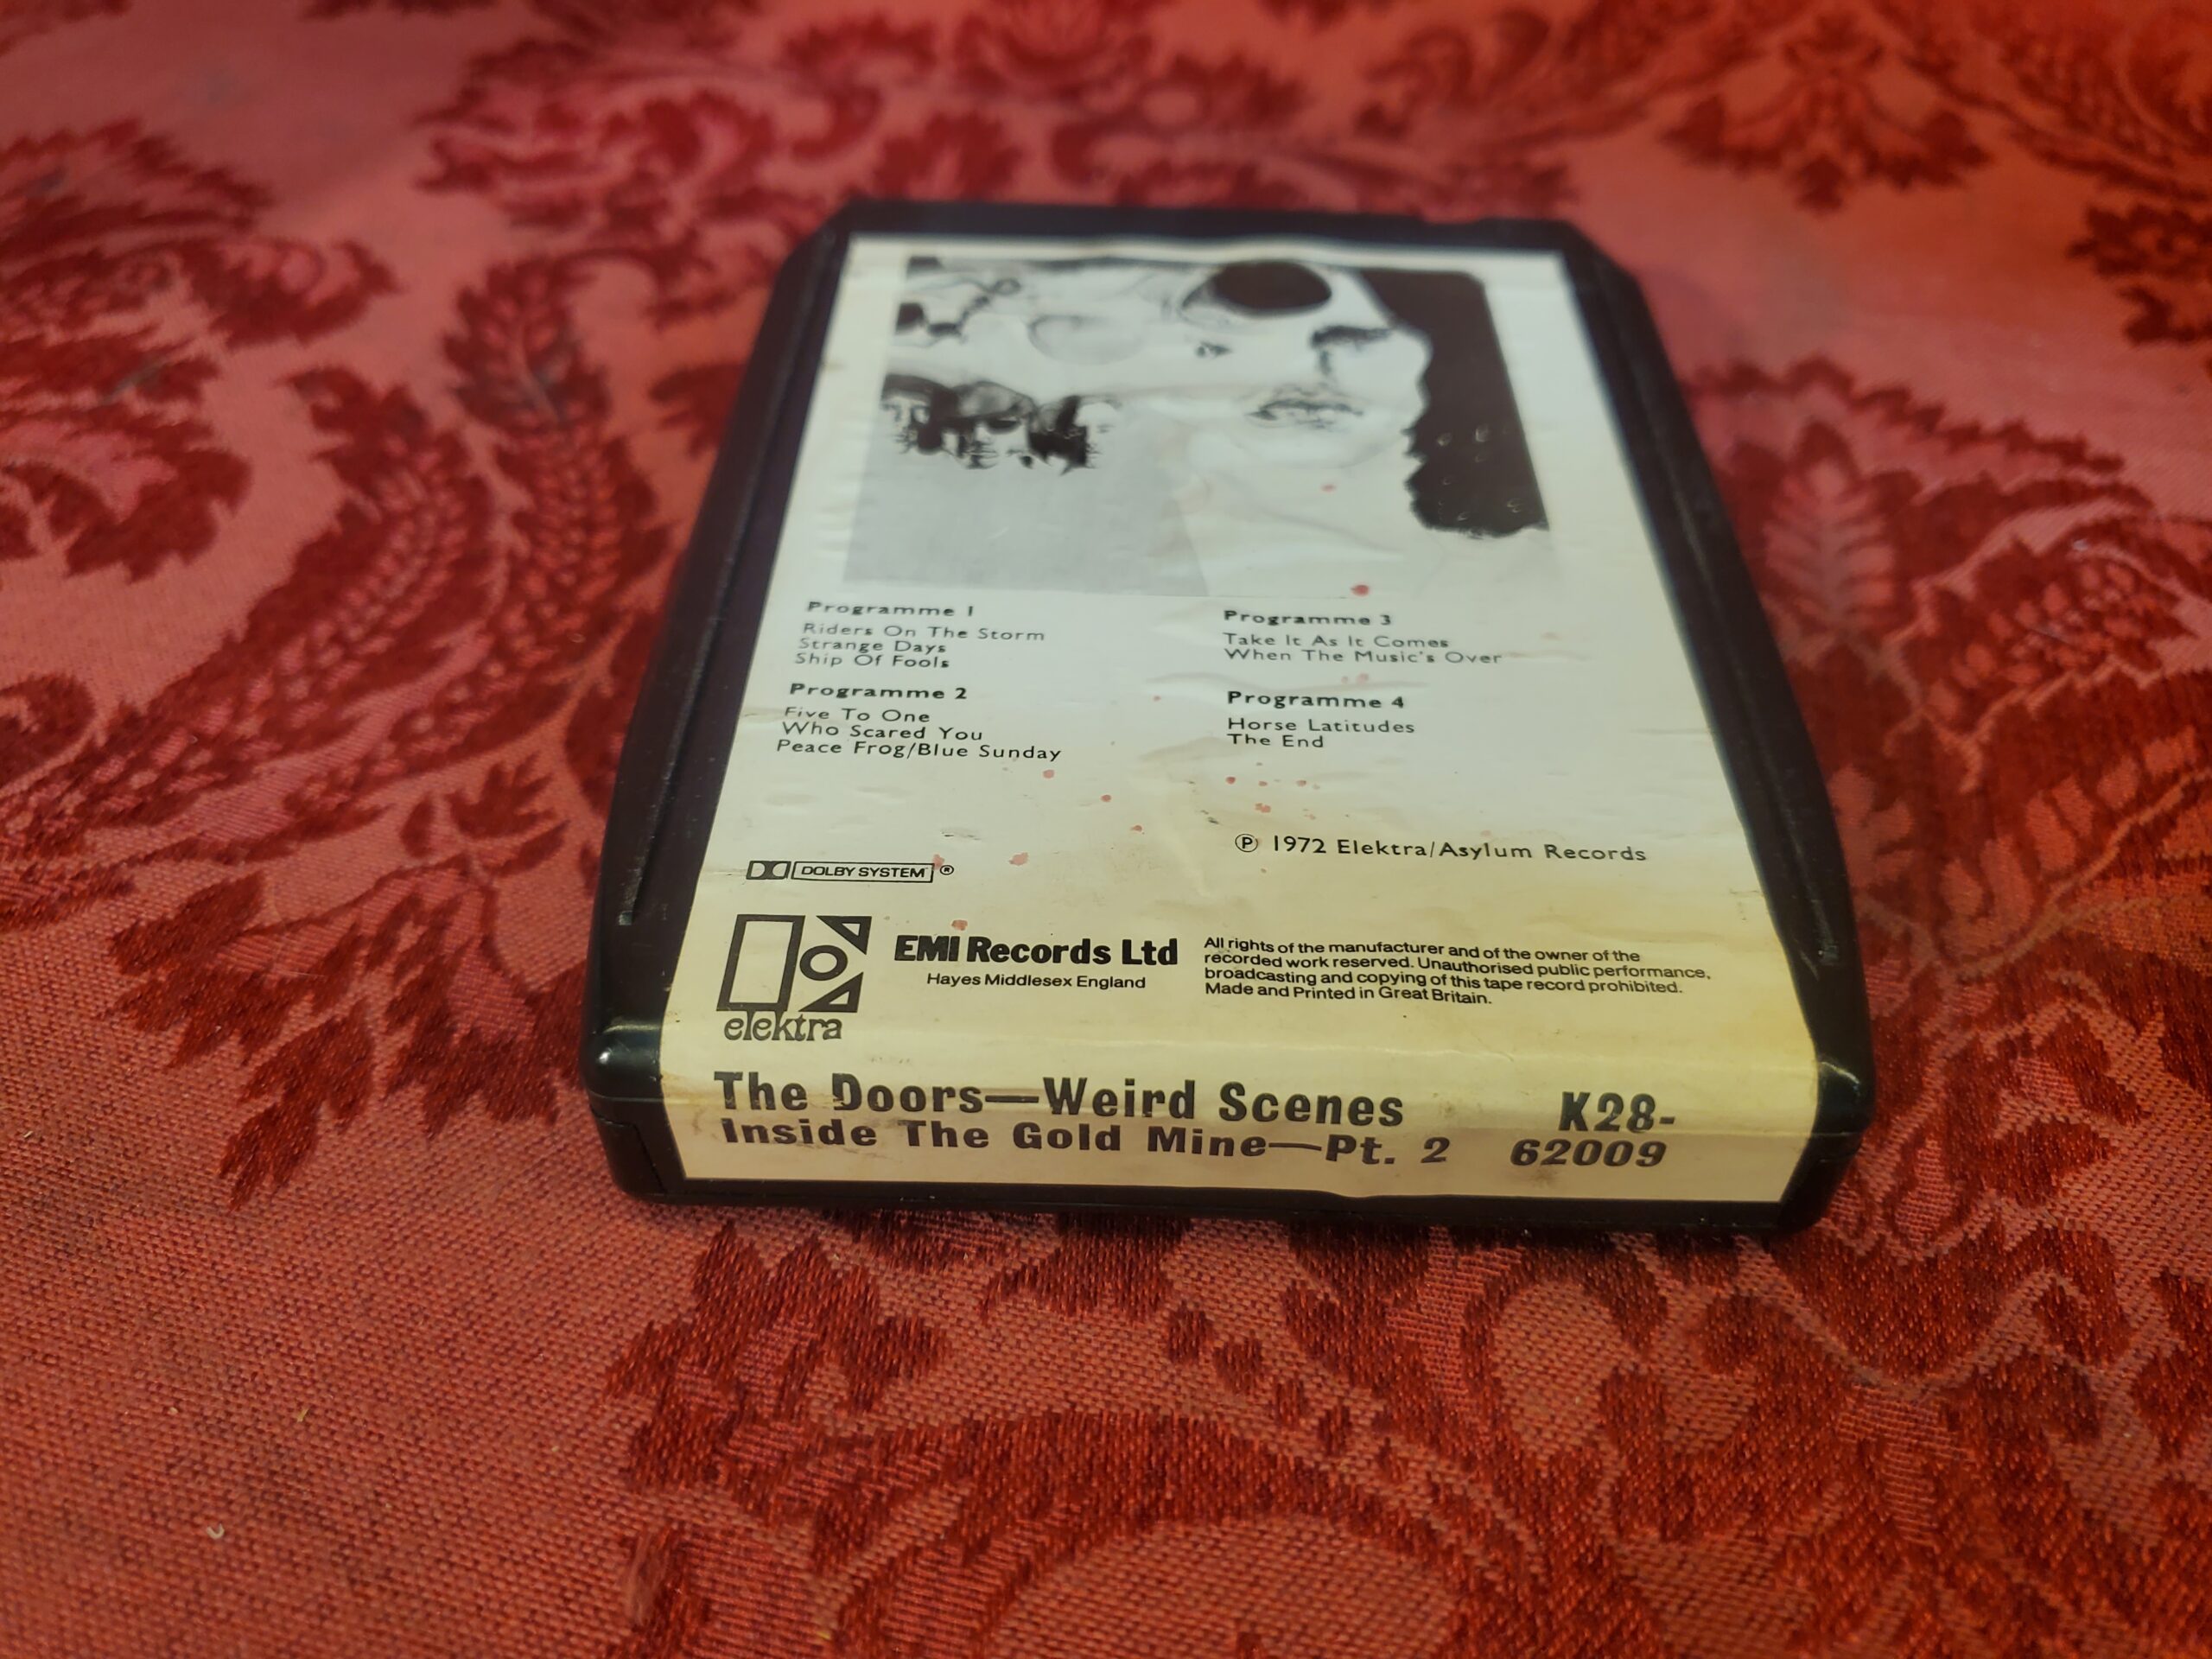 Programme 1
Riders On The Storm
Strange Days
Ship Of Fools
Programme 2
Five To One
Who Scared You
Peace Frog/Blue Sunday
Programme 3
Take It As It Comes
When The Music's Over
Programme 4
Horse Latitudes
The End
℗ 1972 Elektra/Asylum Records
DOLBY SYSTEM ®
elektra
EMI Records Ltd
Hayes Middlesex England
All rights of the manufacturer and of the owner of the
recorded work reserved. Unauthorised public performance,
broadcasting and copying of this tape record prohibited.
Made and Printed in Great Britain.
The Doors—Weird Scenes
Inside The Gold Mine—Pt. 2
K28-
62009